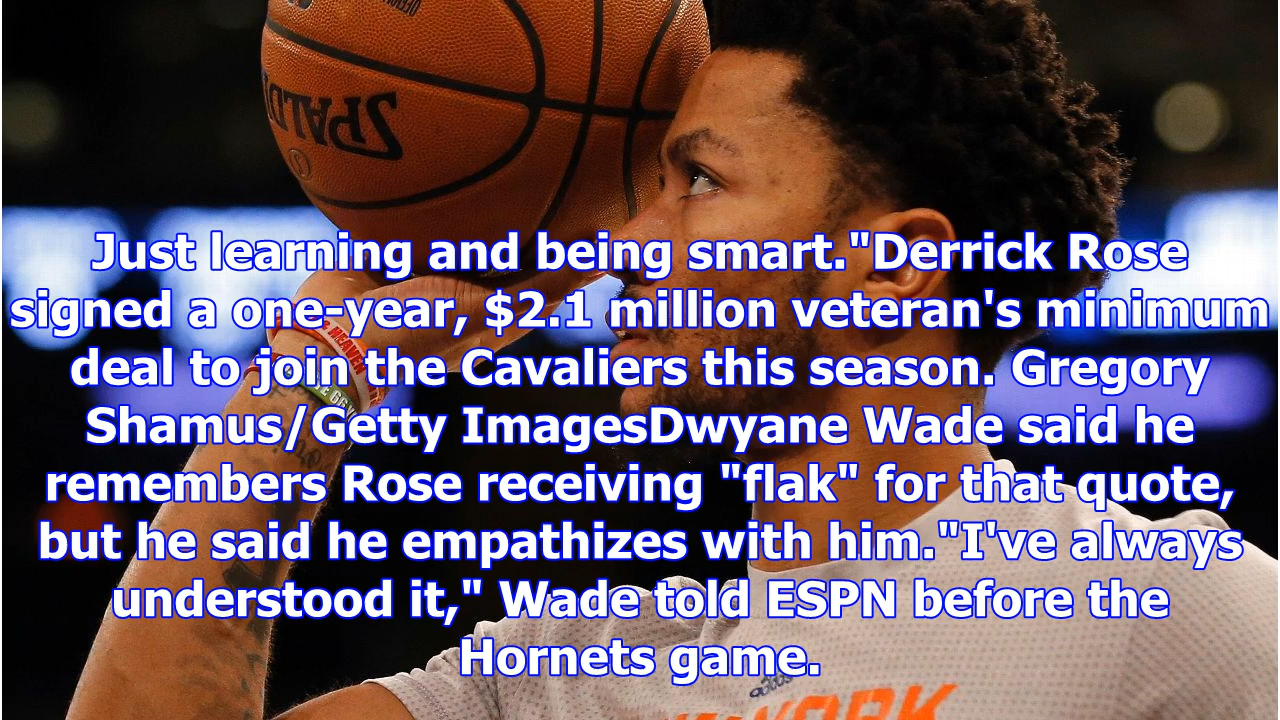 SPALDING
Just learning and being smart."Derrick Rose
signed a one-year, $2.1 million veteran's minimum
deal to join the Cavaliers this season. Gregory
Shamus/Getty ImagesDwyane Wade said he
remembers Rose receiving "flak" for that quote,
but he said he empathizes with him."I've always
understood it," Wade told ESPN before the
Hornets game.
adidas